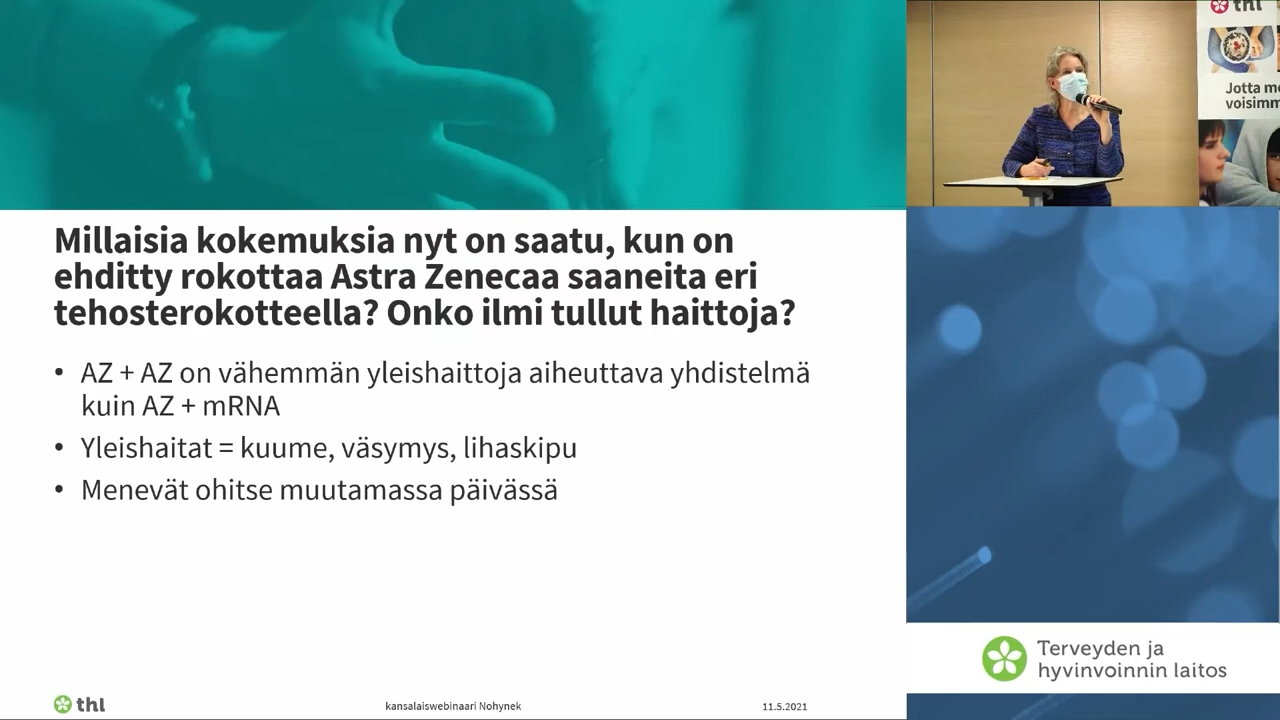 thl
Jotta
voisimm
Millaisia kokemuksia nyt on saatu, kun on
ehditty rokottaa Astra Zenecaa saaneita eri
tehosterokotteella? Onko ilmi tullut haittoja?
• AZ + AZ on vähemmän yleishaittoja aiheuttava yhdistelmä
kuin AZ + mRNA
• Yleishaitat = kuume, väsymys, lihaskipu
• Menevät ohitse muutamassa päivässä
Terveyden ja
hyvinvoinnin laitos
thl
kansalaiswebinaari Nohynek
11.5.2021